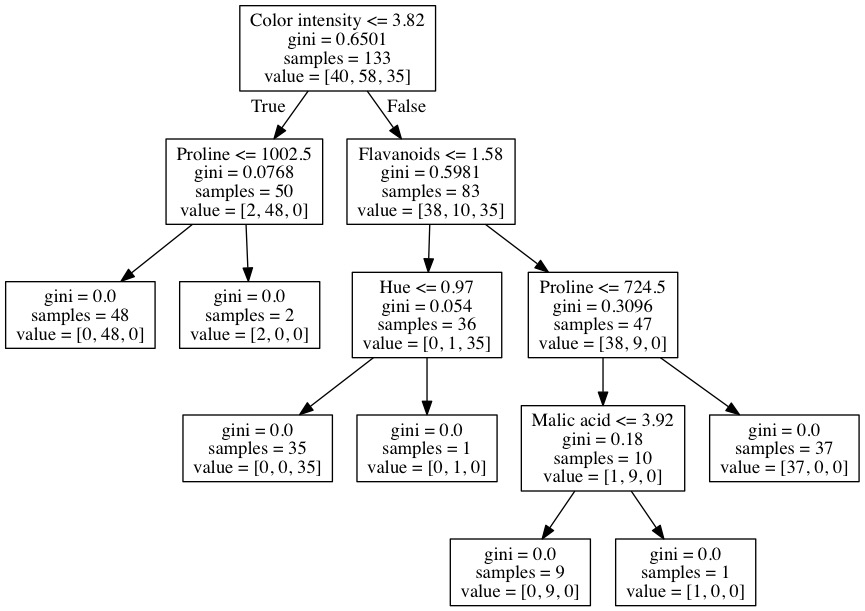 Color intensity <= 3.82
gini = 0.6501
samples = 133
value = [40, 58, 35]
True
False
Proline <= 1002.5
gini = 0.0768
samples = 50
value = [2, 48, 0]
Flavanoids <= 1.58
gini = 0.5981
samples = 83
value = [38, 10, 35]
gini = 0.0
samples = 48
value = [0, 48, 0]
gini = 0.0
samples = 2
value = [2, 0, 0]
Hue <= 0.97
gini = 0.054
samples = 36
value = [0, 1, 35]
Proline <= 724.5
gini = 0.3096
samples = 47
value = [38, 9, 0]
gini = 0.0
samples = 35
value = [0, 0, 35]
gini = 0.0
samples = 1
value = [0, 1, 0]
Malic acid <= 3.92
gini = 0.18
samples = 10
value = [1, 9, 0]
gini = 0.0
samples = 37
value = [37, 0, 0]
gini = 0.0
samples = 9
value = [0, 9, 0]
gini = 0.0
samples = 1
value = [1, 0, 0]